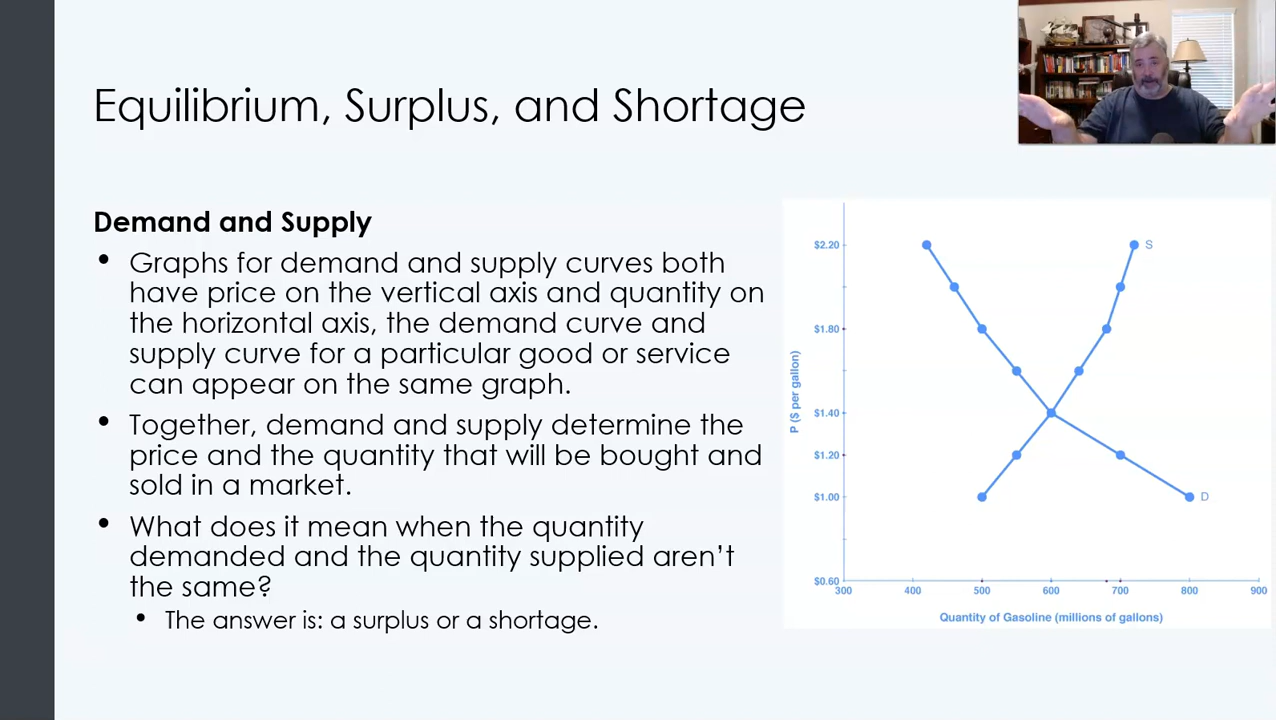 Equilibrium, Surplus, and Shortage
Demand and Supply
• Graphs for demand and supply curves both
have price on the vertical axis and quantity on
the horizontal axis, the demand curve and
supply curve for a particular good or service
can appear on the same graph.
• Together, demand and supply determine the
price and the quantity that will be bought and
sold in a market.
• What does it mean when the quantity
demanded and the quantity supplied aren’t
the same?
• The answer is: a surplus or a shortage.
P ($ per gallon)
$2.20
$1.80
$1.40
$1.20
$1.00
$0.60
S
D
300 400 500 600 700 800 900
Quantity of Gasoline (millions of gallons)